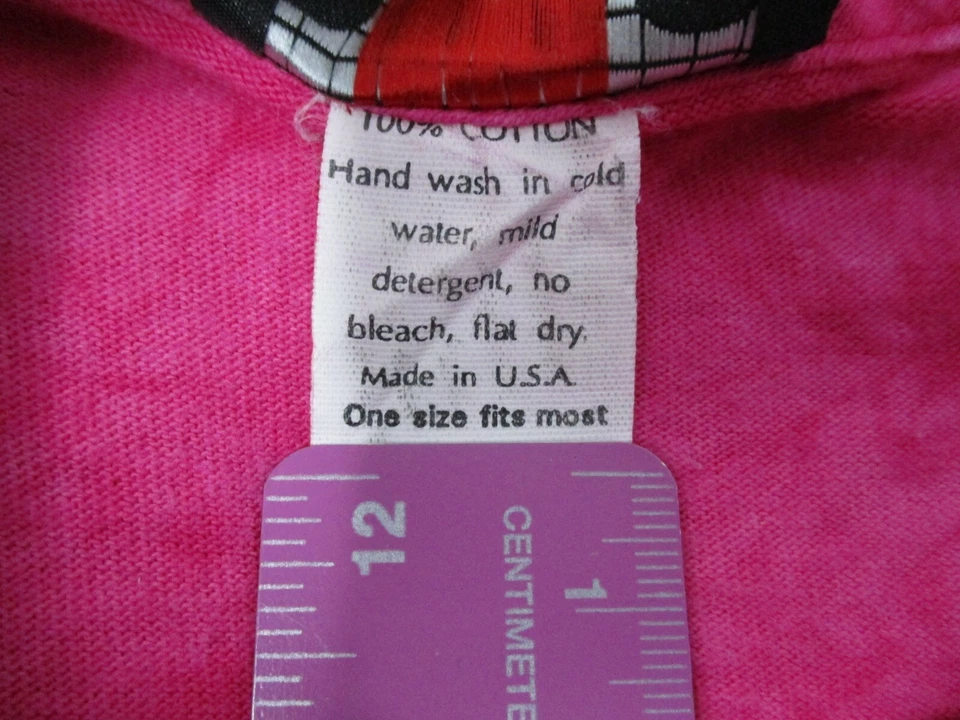 100% COTTON
Hand wash in cold
water, mild
detergent, no
bleach, flat dry.
Made in U.S.A.
One size fits most
12
CENTIMETE
1